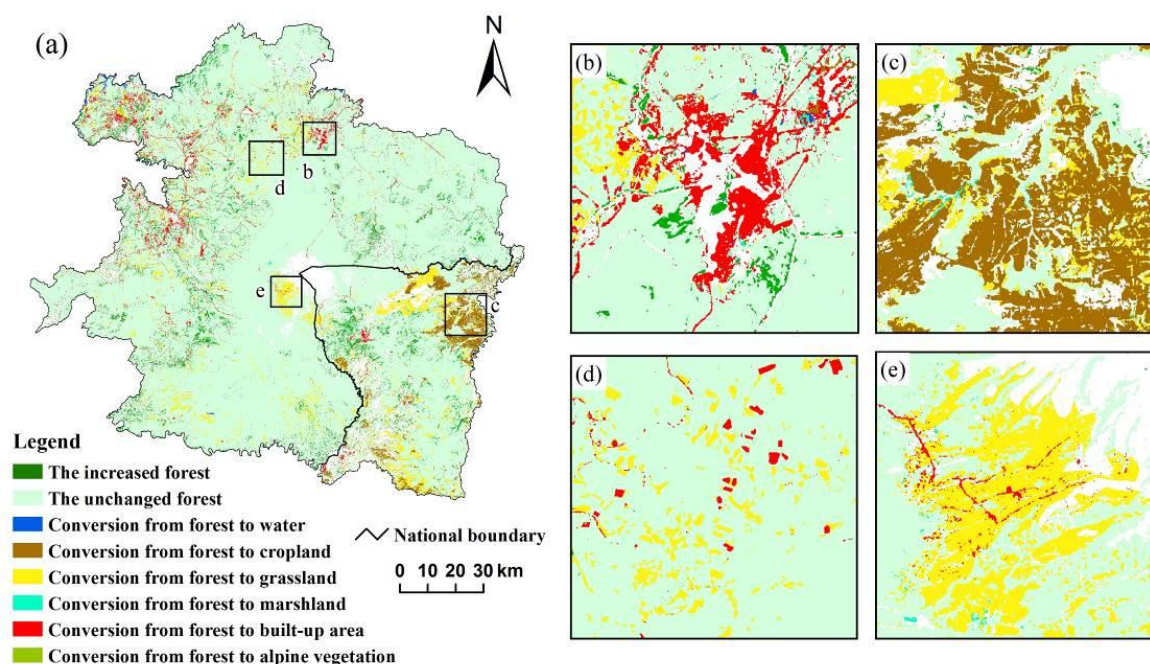 (a)
N
d
b
e
c
Legend
The increased forest
The unchanged forest
Conversion from forest to water
Conversion from forest to cropland
Conversion from forest to grassland
Conversion from forest to marshland
Conversion from forest to built-up area
Conversion from forest to alpine vegetation
National boundary
0 10 20 30 km
(b)
(c)
(d)
(e)